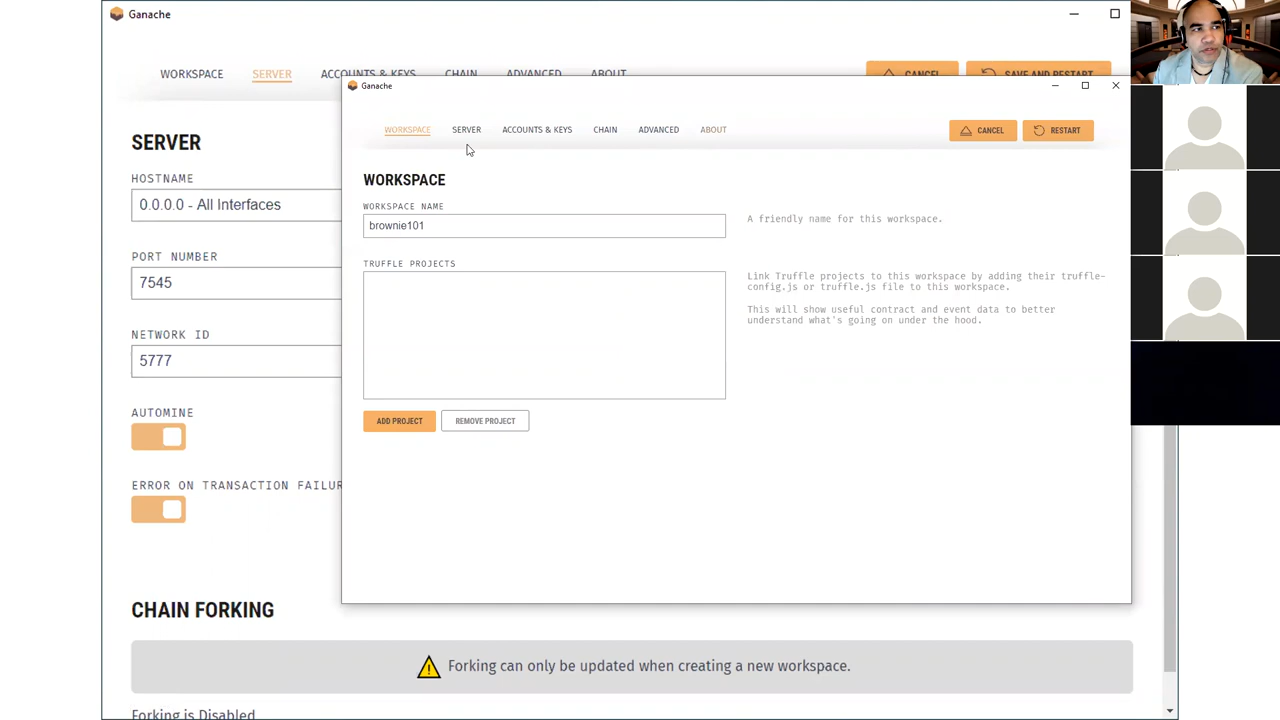 Ganache
WORKSPACE SERVER ACCOUNTS & KEYS CHAIN ADVANCED ABOUT
CANCEL SAVE AND RESTART
SERVER
HOSTNAME
0.0.0.0 - All Interfaces
PORT NUMBER
7545
NETWORK ID
5777
AUTOMINE
ERROR ON TRANSACTION FAILUR
CHAIN FORKING
Forking can only be updated when creating a new workspace.
Forking is Disabled
Ganache
WORKSPACE SERVER ACCOUNTS & KEYS CHAIN ADVANCED ABOUT
CANCEL RESTART
WORKSPACE
WORKSPACE NAME
brownie101
A friendly name for this workspace.
TRUFFLE PROJECTS
Link Truffle projects to this workspace by adding their truffle-
config.js or truffle.js file to this workspace.
This will show useful contract and event data to better
understand what's going on under the hood.
ADD PROJECT REMOVE PROJECT